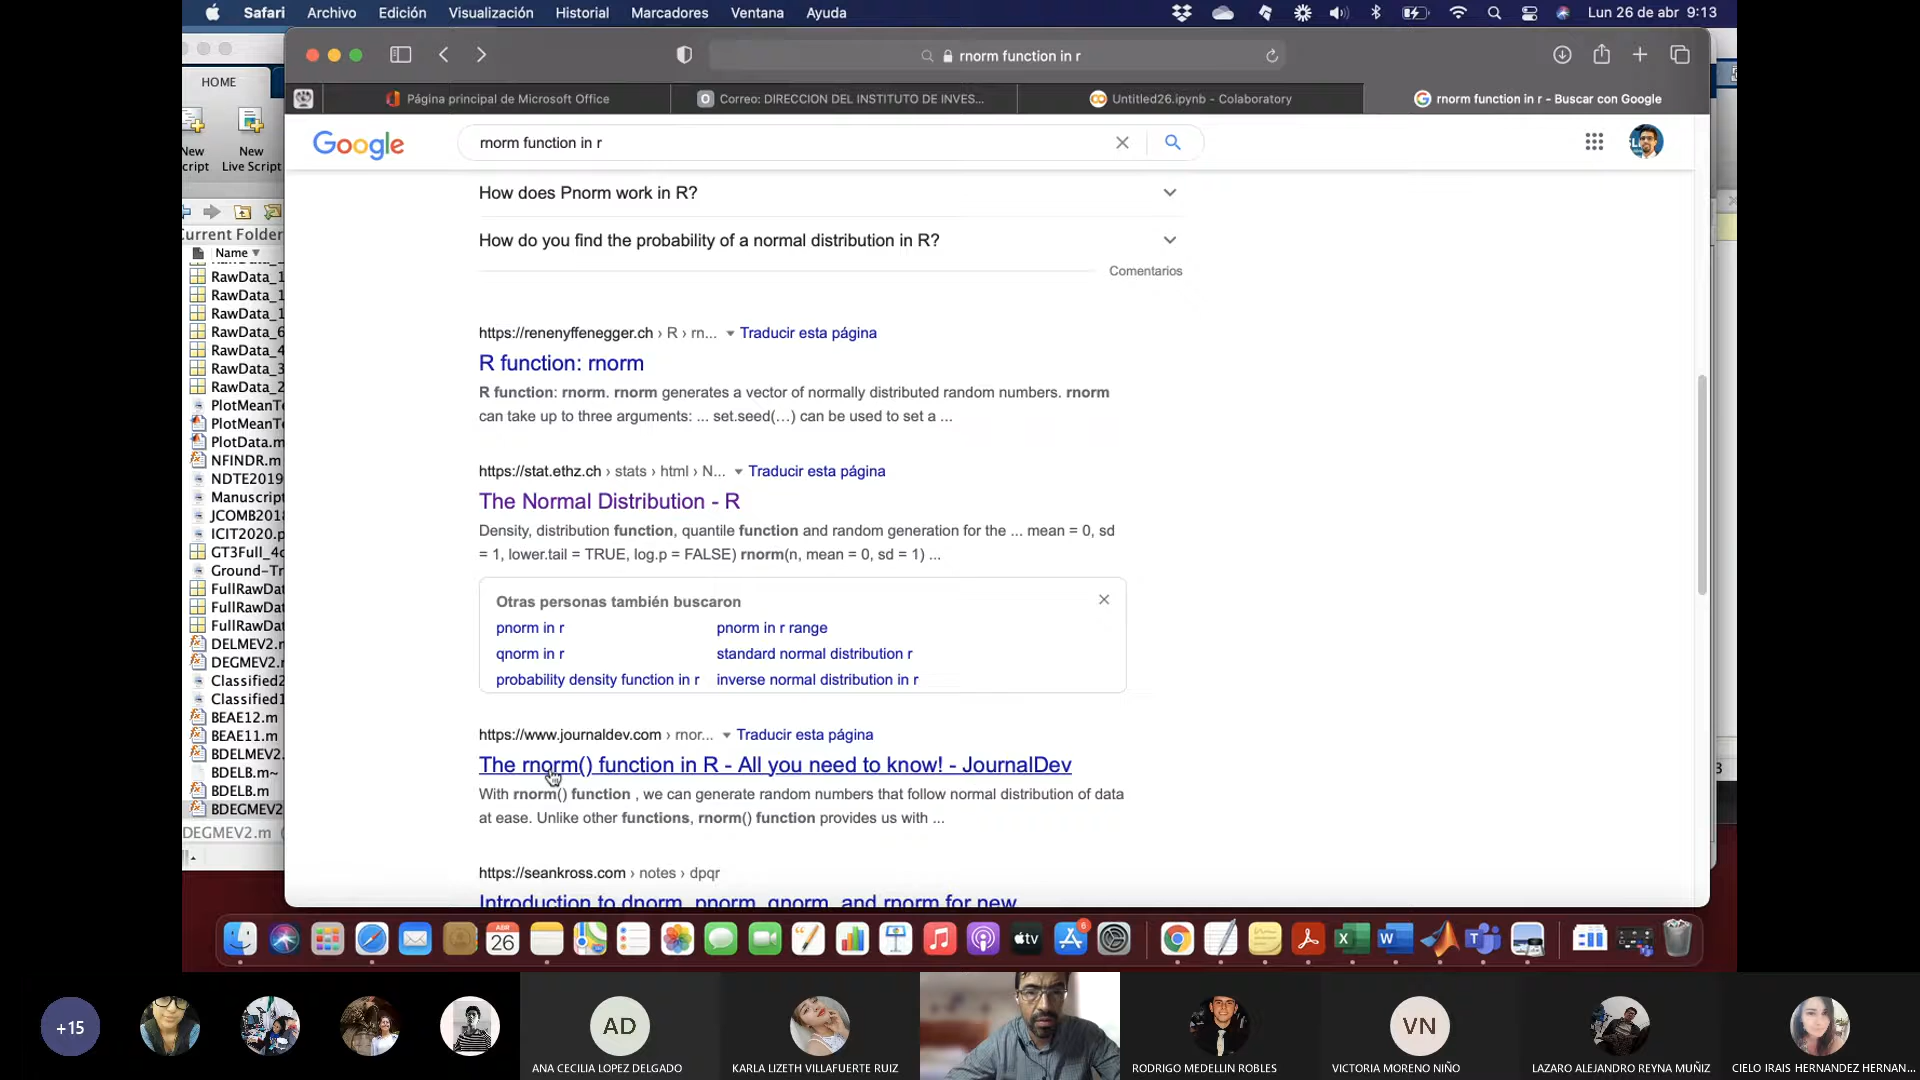 Safari Archivo Edición Visualización Historial Marcadores Ventana Ayuda
Lun 26 de abr 9:13
rnorm function in r
Página principal de Microsoft Office
Correo: DIRECCION DEL INSTITUTO DE INVES...
Untitled26.ipynb - Colaboratory
rnorm function in r - Buscar con Google
HOME
New
New
cript
Live Script
Current Folder
Name
RawData_1
RawData_1
RawData_1
RawData_6
RawData_4
RawData_3
RawData_2
PlotMeanTe
PlotMeanTe
PlotData.m
NFINDR.m
NDTE2019
Manuscript
JCOMB2018
ICIT2020.p
GT3Full_4c
Ground-Tr
FullRawDat
FullRawDat
FullRawDat
DELMEV2.m
DEGMEV2.m
Classified2
Classified1
BEAE12.m
BEAE11.m
BDELMEV2.
BDELB.m~
BDELB.m
BDEGMEV2
DEGMEV2.m (
Google
rnorm function in r
How does Pnorm work in R?
How do you find the probability of a normal distribution in R?
Comentarios
https://renenyffenegger.ch › R › rn... Traducir esta página
R function: rnorm
R function: rnorm. rnorm generates a vector of normally distributed random numbers. rnorm
can take up to three arguments: ... set.seed(…) can be used to set a ...
https://stat.ethz.ch › stats › html › N... Traducir esta página
The Normal Distribution - R
Density, distribution function, quantile function and random generation for the ... mean = 0, sd
= 1, lower.tail = TRUE, log.p = FALSE) rnorm(n, mean = 0, sd = 1) ...
Otras personas también buscaron
pnorm in r
pnorm in r range
qnorm in r
standard normal distribution r
probability density function in r
inverse normal distribution in r
https://www.journaldev.com › rnor... Traducir esta página
The rnorm() function in R - All you need to know! - JournalDev
With rnorm() function , we can generate random numbers that follow normal distribution of data
at ease. Unlike other functions, rnorm() function provides us with ...
https://seankross.com › notes › dpqr
Introduction to dnorm, pnorm, qnorm, and rnorm for new
3
ABR
26
tv
6
+15
AD
VN
ANA CECILIA LOPEZ DELGADO
KARLA LIZETH VILLAFUERTE RUIZ
RODRIGO MEDELLIN ROBLES
VICTORIA MORENO NIÑO
LAZARO ALEJANDRO REYNA MUÑIZ
CIELO IRAIS HERNANDEZ HERNAN...